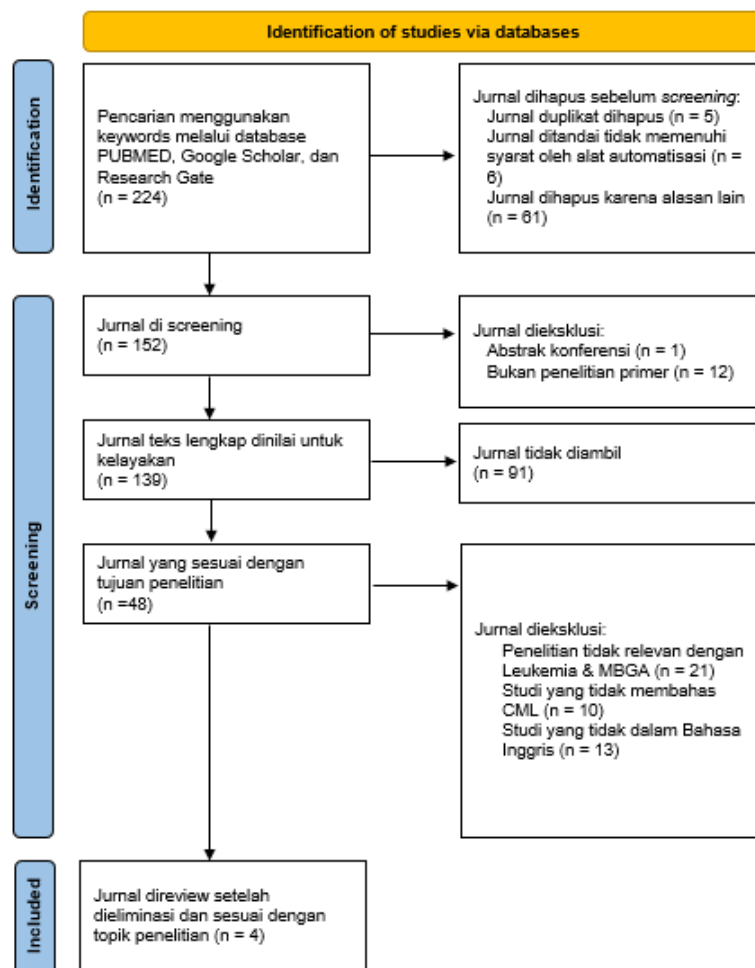 Identification of studies via databases
Identification
Pencarian menggunakan
keywords melalui database
PUBMED, Google Scholar, dan
Research Gate
(n = 224)
Jurnal dihapus sebelum screening:
Jurnal duplikat dihapus (n = 5)
Jurnal ditandai tidak memenuhi
syarat oleh alat automatisasi (n =
6)
Jurnal dihapus karena alasan lain
(n = 61)
Screening
Jurnal di screening
(n = 152)
Jurnal dieksklusi:
Abstrak konferensi (n = 1)
Bukan penelitian primer (n = 12)
Jurnal teks lengkap dinilai untuk
kelayakan
(n = 139)
Jurnal tidak diambil
(n = 91)
Jurnal yang sesuai dengan
tujuan penelitian
(n =48)
Jurnal dieksklusi:
Penelitian tidak relevan dengan
Leukemia & MBGA (n = 21)
Studi yang tidak membahas
CML (n = 10)
Studi yang tidak dalam Bahasa
Inggris (n = 13)
Included
Jurnal direview setelah
dieliminasi dan sesuai dengan
topik penelitian (n = 4)